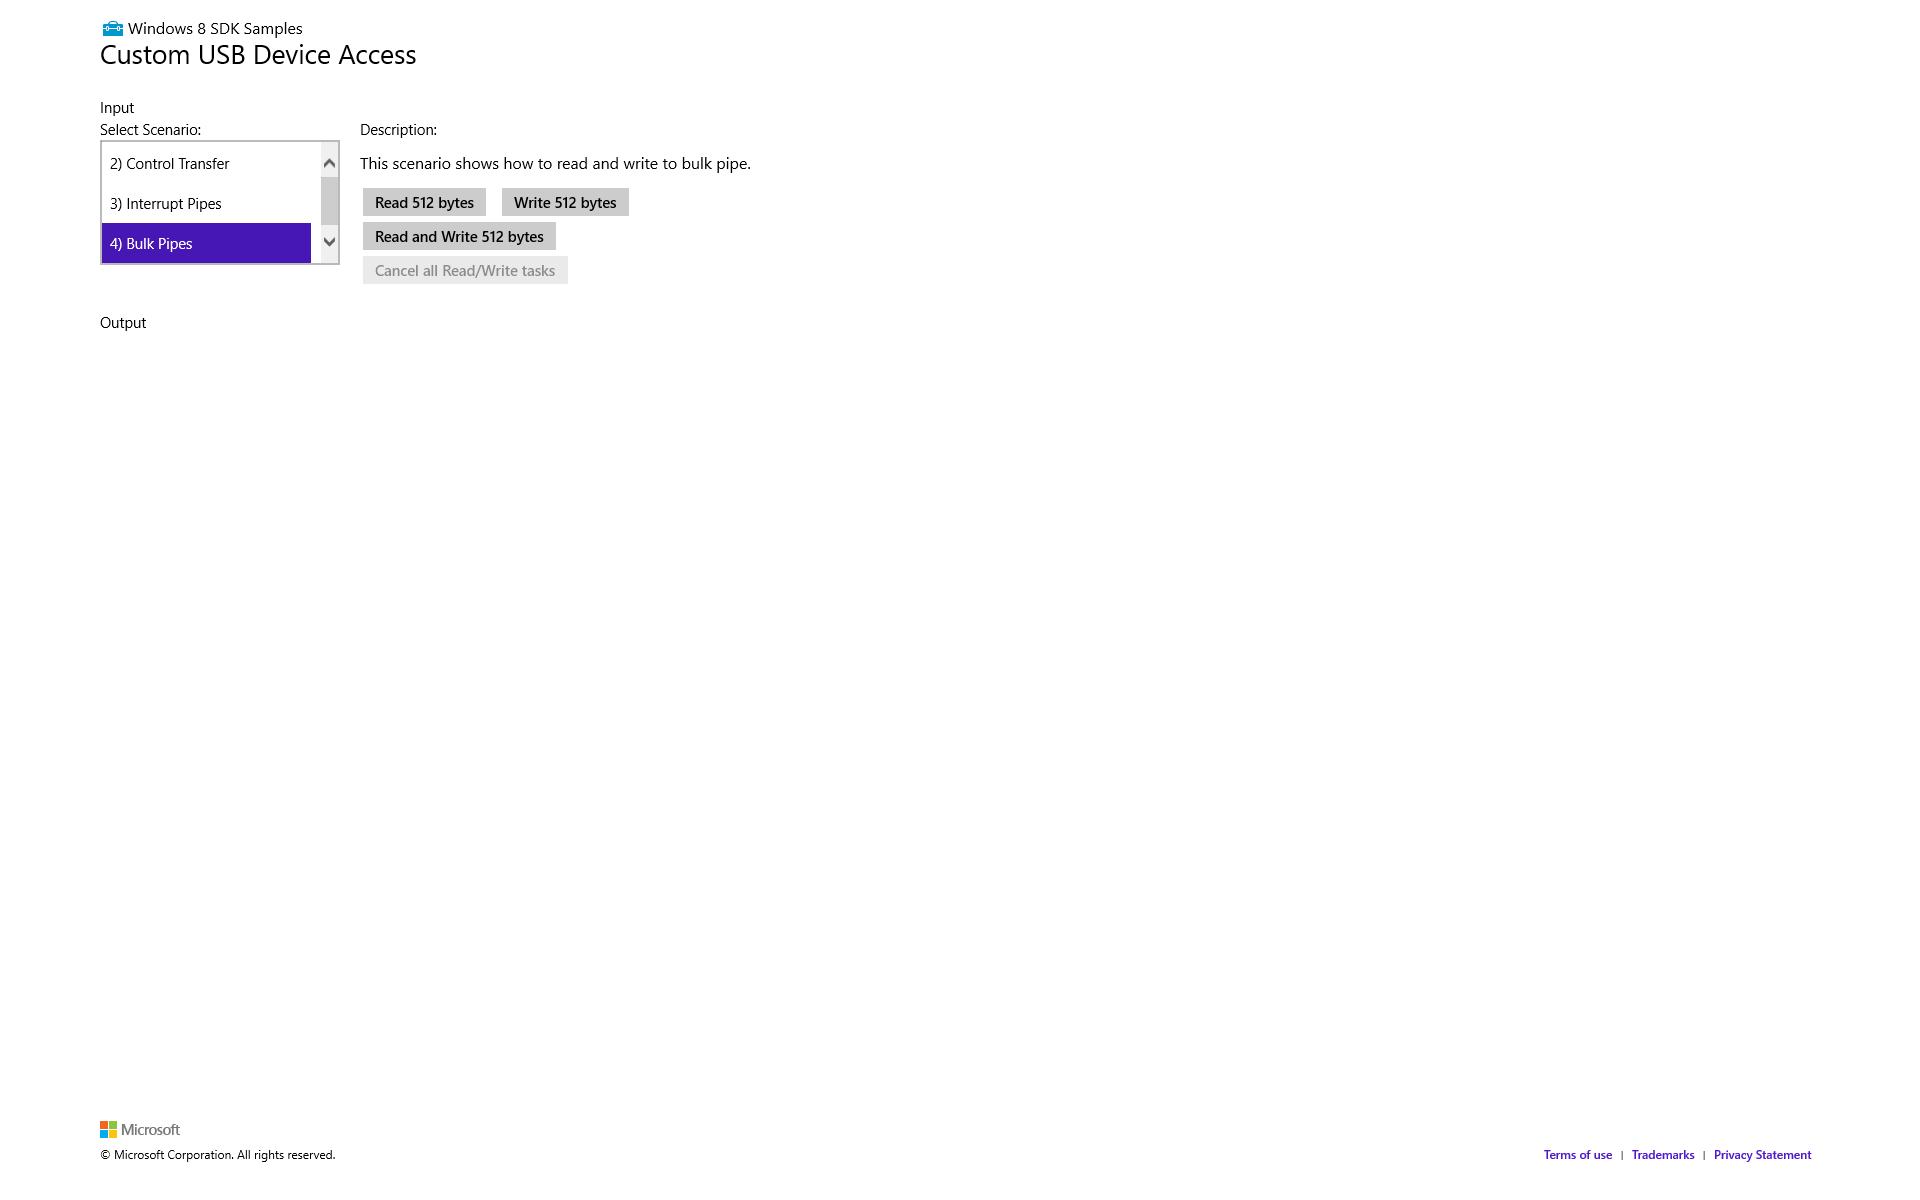 Windows 8 SDK Samples
Custom USB Device Access
Input
Select Scenario:
2) Control Transfer
3) Interrupt Pipes
4) Bulk Pipes
Description:
This scenario shows how to read and write to bulk pipe.
Read 512 bytes
Write 512 bytes
Read and Write 512 bytes
Cancel all Read/Write tasks
Output
Microsoft
© Microsoft Corporation. All rights reserved.
Terms of use | Trademarks | Privacy Statement